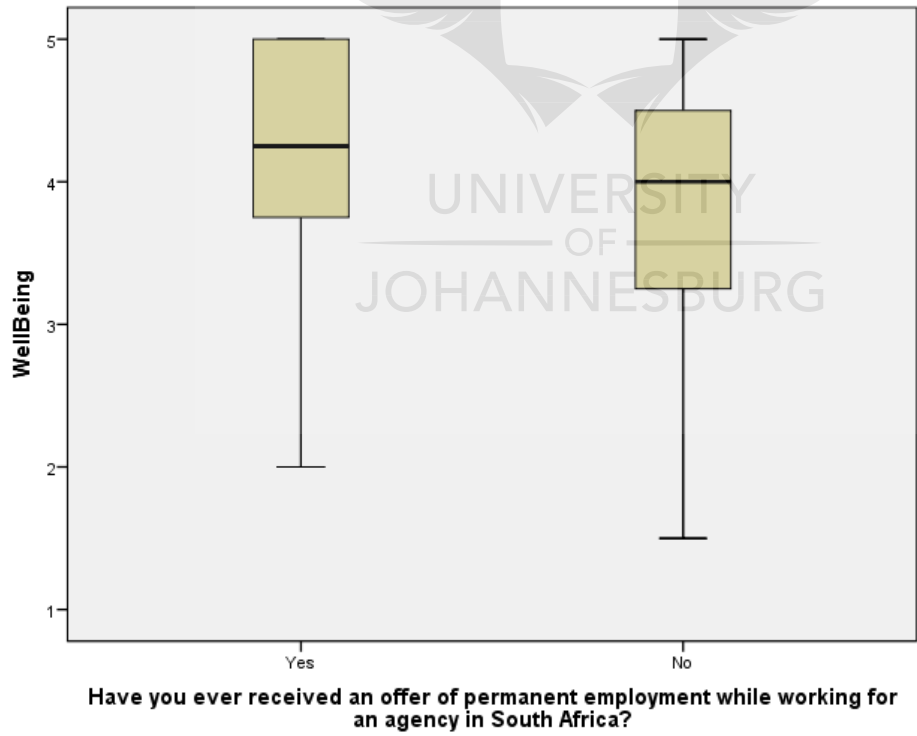 5
4
3
2
1
WellBeing
UNIVERSITY
OF
JOHANNESBURG
Yes
No
Have you ever received an offer of permanent employment while working for
an agency in South Africa?